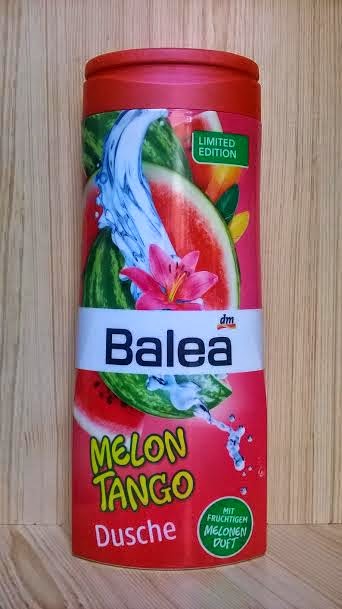 LIMITED
EDITION
dm
Balea
MELON
TANGO
Dusche
MIT
FRUCHTIGEM
MELONEN
DUFT